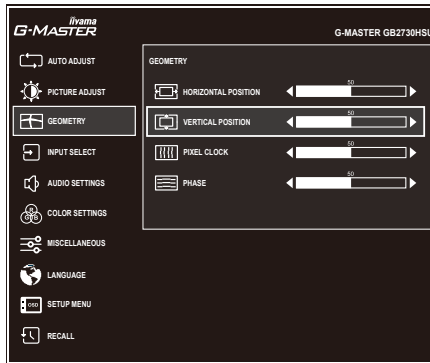 iiyama
G-MASTER
G-MASTER GB2730HSU
AUTO ADJUST
PICTURE ADJUST
GEOMETRY
INPUT SELECT
AUDIO SETTINGS
R
G B
COLOR SETTINGS
MISCELLANEOUS
LANGUAGE
OSD
SETUP MENU
RECALL
GEOMETRY
HORIZONTAL POSITION
50
VERTICAL POSITION
50
PIXEL CLOCK
50
PHASE
50